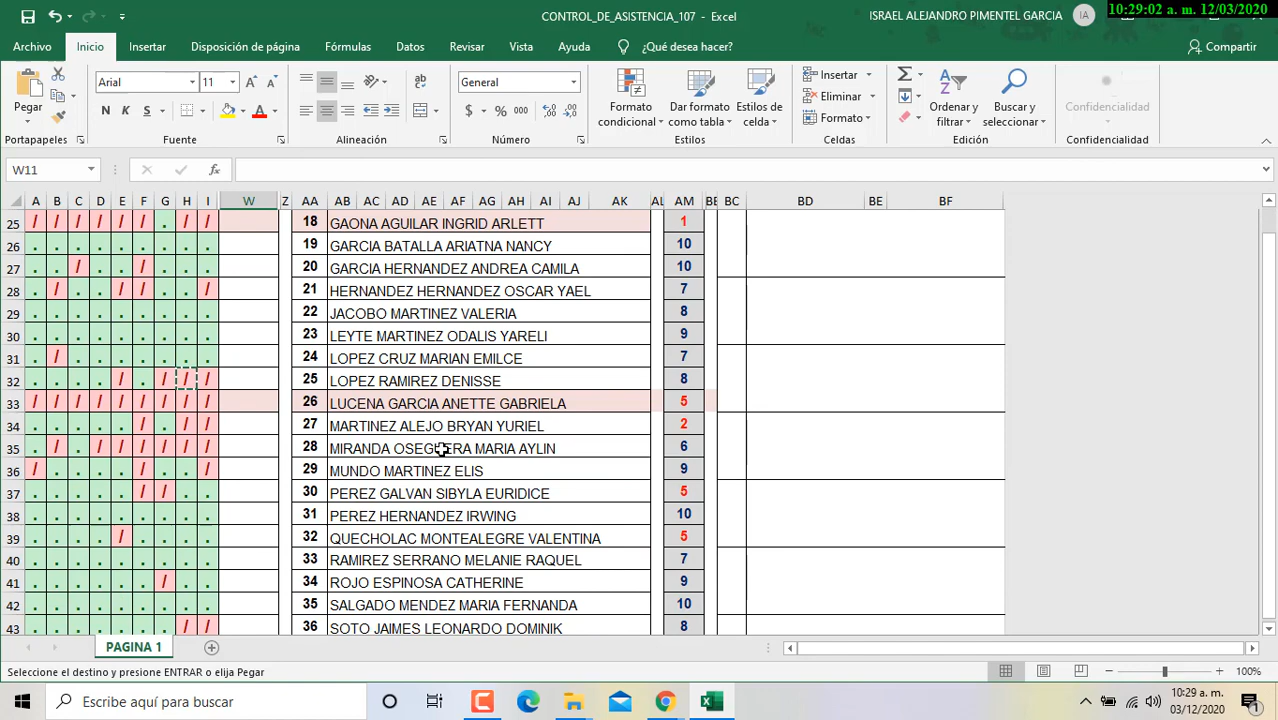 CONTROL_DE_ASISTENCIA_107 - Excel
ISRAEL ALEJANDRO PIMENTEL GARCIA
IA
10:29:02 a. m. 12/03/2020
Archivo Inicio Insertar Disposición de página Fórmulas Datos Revisar Vista Ayuda ¿Qué desea hacer? Compartir
Pegar
Arial 11
N K S
General
$ % 000
Formato condicional
Dar formato como tabla
Estilos de celda
Insertar
Eliminar
Formato
Ordenar y filtrar
Buscar y seleccionar
Confidencialidad
Portapapeles Fuente Alineación Número Estilos Celdas Edición Confidencialidad
W11 fx
A B C D E F G H I W Z AA AB AC AD AE AF AG AH AI AJ AK AL AM BC BD BE BF
25 / / / / / / . / / 18 GAONA AGUILAR INGRID ARLETT 1
26 . . . . . . . . . 19 GARCIA BATALLA ARIATNA NANCY 10
27 . . / . . / . . . 20 GARCIA HERNANDEZ ANDREA CAMILA 10
28 . / . . / / . . / 21 HERNANDEZ HERNANDEZ OSCAR YAEL 7
29 . . . . . . . . . 22 JACOBO MARTINEZ VALERIA 8
30 . . . . . . . . . 23 LEYTE MARTINEZ ODALIS YARELI 9
31 . / . . . . . . . 24 LOPEZ CRUZ MARIAN EMILCE 7
32 . . . . / . / / / 25 LOPEZ RAMIREZ DENISSE 8
33 / / / / / / / / / 26 LUCENA GARCIA ANETTE GABRIELA 5
34 . . . . . / . . / 27 MARTINEZ ALEJO BRYAN YURIEL 2
35 . / . / / / / / / 28 MIRANDA OSEGUERA MARIA AYLIN 6
36 / . . . . / . . / 29 MUNDO MARTINEZ ELIS 9
37 . . . . . / / . . 30 PEREZ GALVAN SIBYLA EURIDICE 5
38 . . . . . . . . . 31 PEREZ HERNANDEZ IRWING 10
39 . . . . / . . . . 32 QUECHOLAC MONTEALEGRE VALENTINA 5
40 . . . . . . . . . 33 RAMIREZ SERRANO MELANIE RAQUEL 7
41 . . . . . . / . . 34 ROJO ESPINOSA CATHERINE 9
42 . . . . . . . . . 35 SALGADO MENDEZ MARIA FERNANDA 10
43 . . . . . . . / / 36 SOTO JAIMES LEONARDO DOMINIK 8
PAGINA 1
Seleccione el destino y presione ENTRAR o elija Pegar
100%
Escribe aquí para buscar
10:29 a. m.
03/12/2020
1